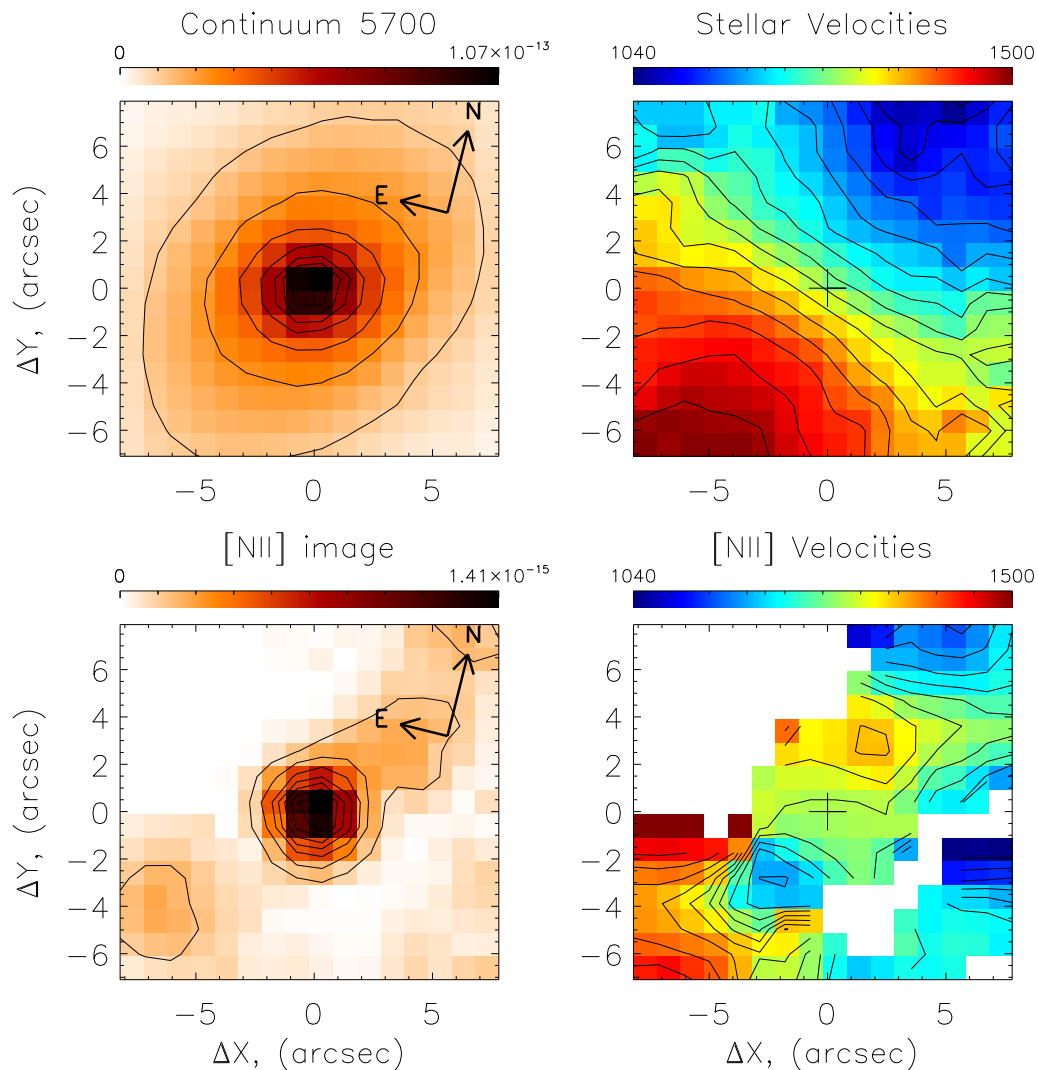 Continuum 5700
Stellar Velocities
0 1.07×10⁻¹³
1040 1500
N
E
6
4
2
0
−2
−4
−6
ΔY, (arcsec)
−5 0 5
6
4
2
0
−2
−4
−6
−5 0 5
[NII] image
[NII] Velocities
0 1.41×10⁻¹⁵
1040 1500
N
E
6
4
2
0
−2
−4
−6
ΔY, (arcsec)
−5 0 5
ΔX, (arcsec)
6
4
2
0
−2
−4
−6
−5 0 5
ΔX, (arcsec)